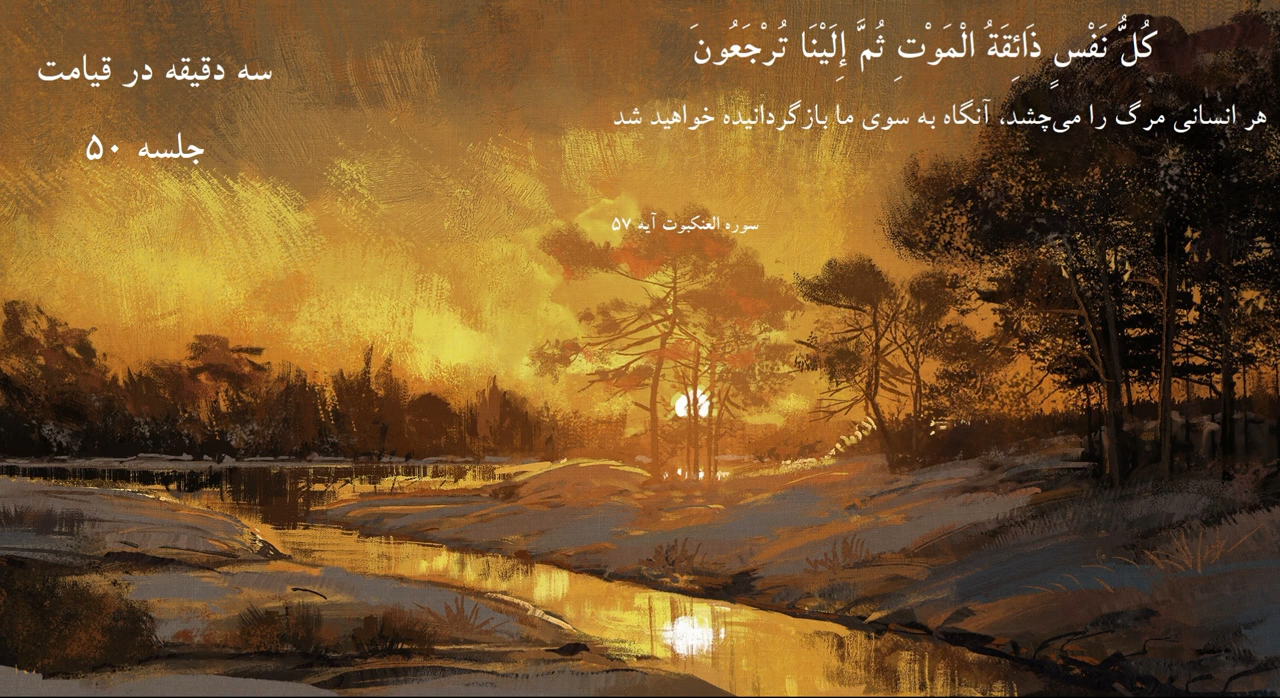 كُلُّ نَفْسٍ ذَائِقَةُ الْمَوْتِ ثُمَّ إِلَيْنَا تُرْجَعُونَ
هر انسانی مرگ را می‌چشد، آنگاه به سوی ما بازگردانیده خواهید شد
سوره العنکبوت آیه ۵۷
سه دقیقه در قیامت
جلسه ۵۰